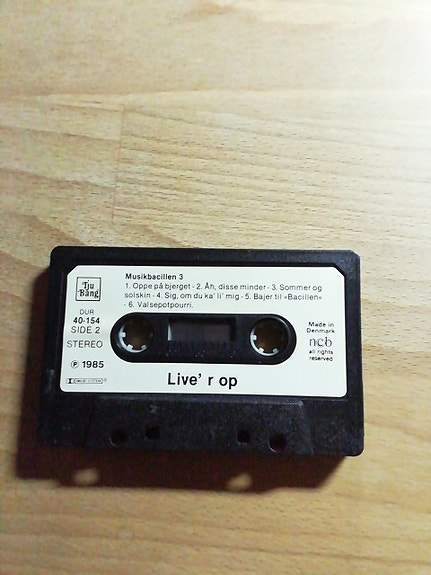 Tju
Bang
DUR
40-154
SIDE 2
STEREO
Ⓟ 1985
DOLBY SYSTEM
Musikbacillen 3
1. Oppe på bjerget - 2. Åh, disse minder - 3. Sommer og
solskin - 4. Sig, om du ka' li' mig - 5. Bajer til »Bacillen«
- 6. Valsepotpourri.
Made in
Denmark
ncb
all rights
reserved
Live' r op